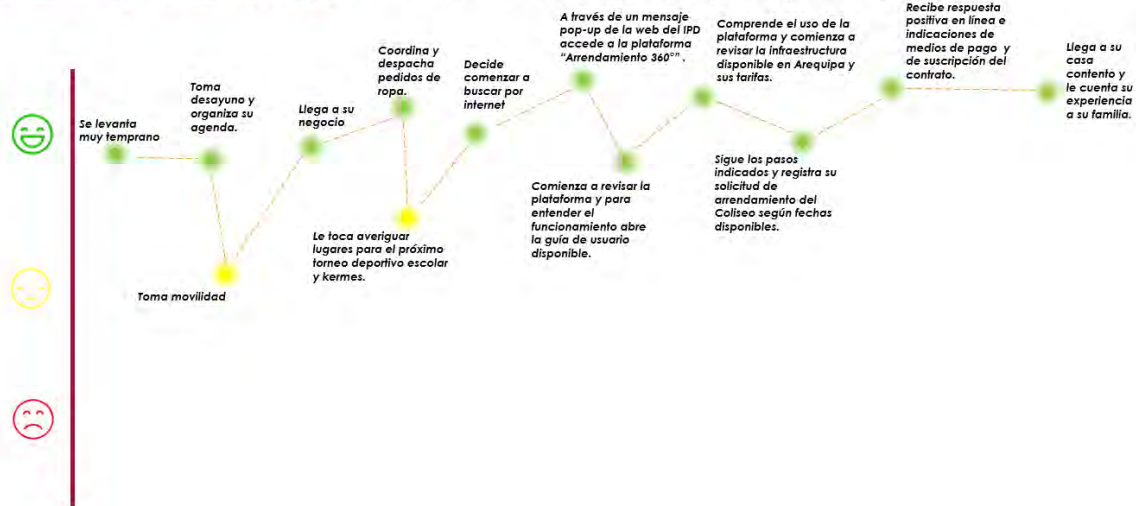 Se levanta
muy temprano
Toma
desayuno y
organiza su
agenda.
Toma movilidad
Llega a su
negocio
Coordina y
despacha
pedidos de
ropa.
Le toca averiguar
lugares para el próximo
torneo deportivo escolar
y kermes.
Decide
comenzar a
buscar por
internet
A través de un mensaje
pop-up de la web del IPD
accede a la plataforma
"Arrendamiento 360°" .
Comienza a revisar la
plataforma y para
entender el
funcionamiento abre
la guía de usuario
disponible.
Comprende el uso de la
plataforma y comienza a
revisar la infraestructura
disponible en Arequipa y
sus tarifas.
Sigue los pasos
indicados y registra su
solicitud de
arrendamiento del
Coliseo según fechas
disponibles.
Recibe respuesta
positiva en línea e
indicaciones de
medios de pago y
de suscripción del
contrato.
Llega a su
casa
contento y
le cuenta su
experiencia
a su familia.